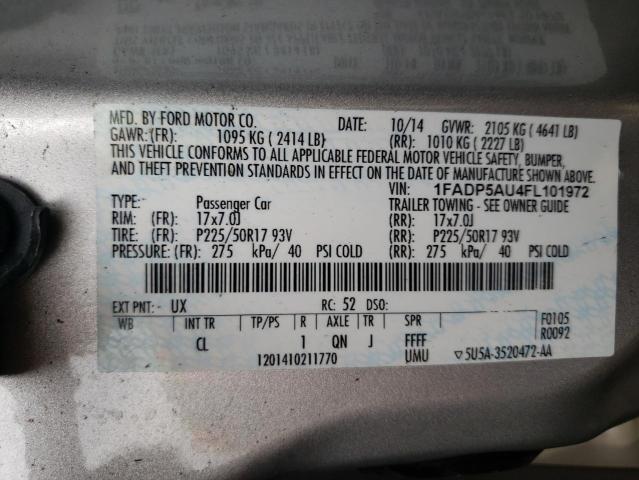 MFD. BY FORD MOTOR CO. DATE: 10/14 GVWR: 2105 KG ( 4641 LB)
GAWR:(FR): 1095 KG ( 2414 LB) (RR): 1010 KG ( 2227 LB)
THIS VEHICLE CONFORMS TO ALL APPLICABLE FEDERAL MOTOR VEHICLE SAFETY, BUMPER,
AND THEFT PREVENTION STANDARDS IN EFFECT ON THE DATE OF MANUFACTURE SHOWN ABOVE.
VIN: 1FADP5AU4FL101972
TYPE: Passenger Car TRAILER TOWING - SEE OWNER GUIDE
RIM: (FR): 17x7.0J (RR): 17x7.0J
TIRE: (FR): P225/50R17 93V (RR): P225/50R17 93V
PRESSURE: (FR): 275 kPa/ 40 PSI COLD (RR): 275 kPa/ 40 PSI COLD
EXT PNT: UX RC: 52 DSO: F0105
WB INT TR TP/PS R AXLE TR SPR R0092
CL 1 QN J FFFF
1201410211770 UMU ▽5U5A-3520472-AA